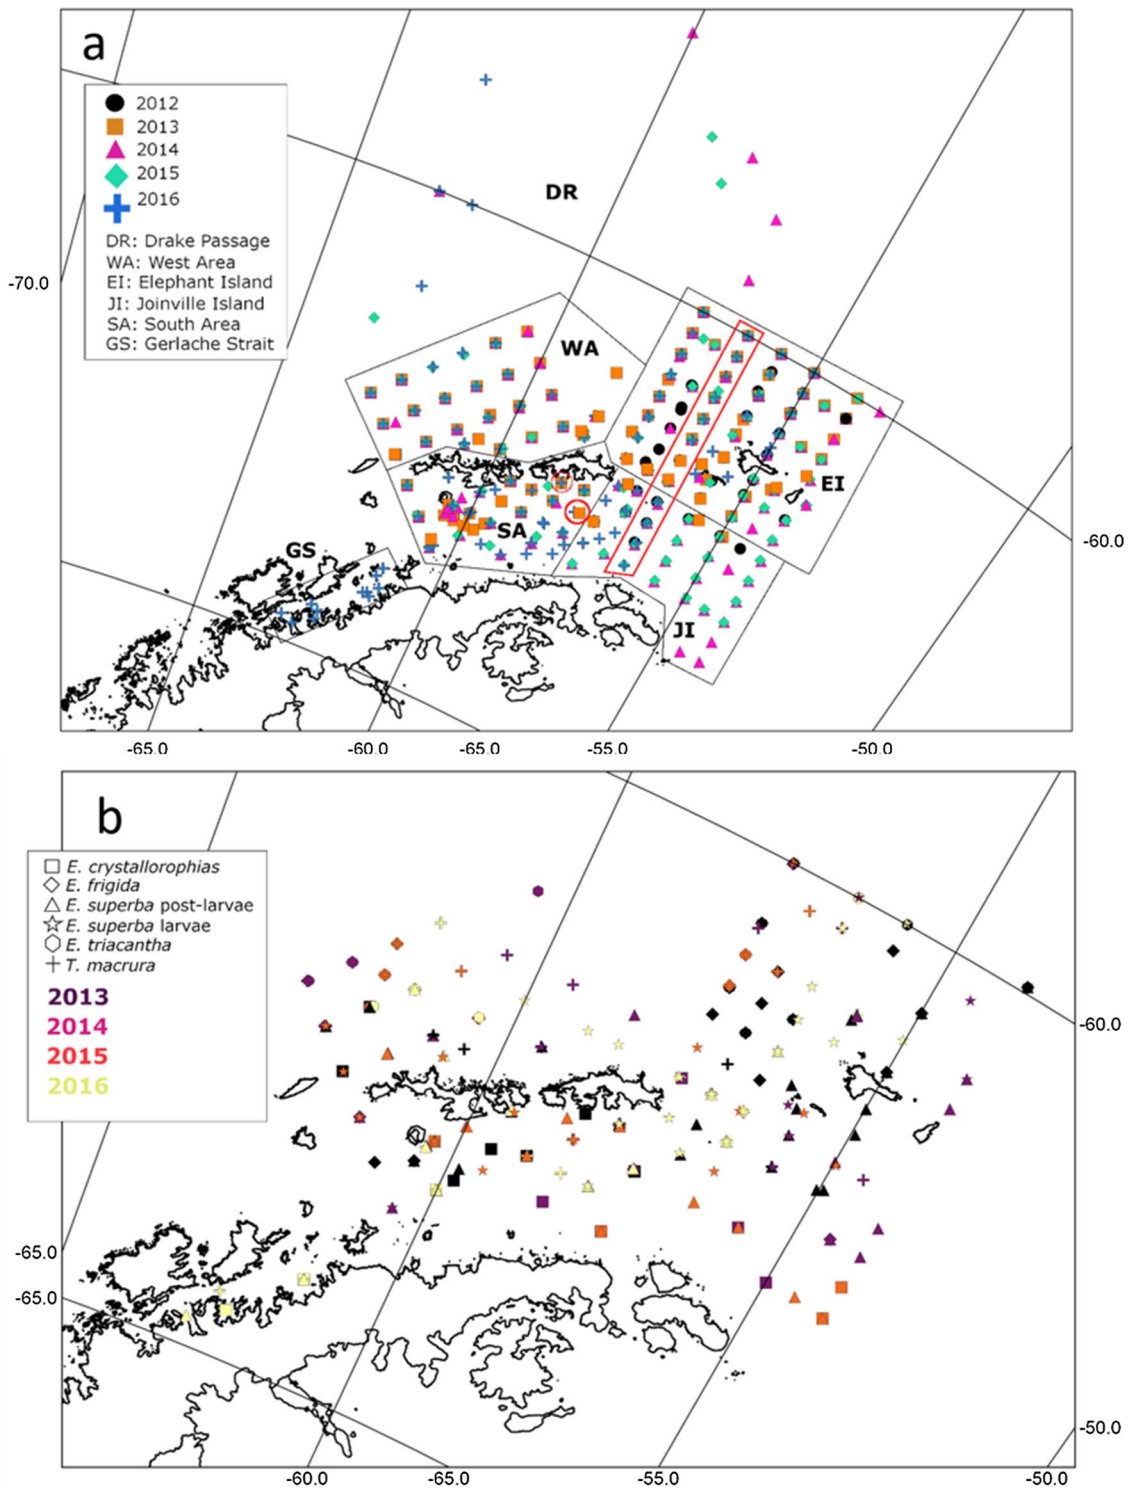 a
2012
2013
2014
2015
2016
DR: Drake Passage
WA: West Area
EI: Elephant Island
JI: Joinville Island
SA: South Area
GS: Gerlache Strait
DR
WA
EI
SA
GS
JI
-70.0
-60.0
-65.0 -60.0 -65.0 -55.0 -50.0
b
E. crystallorophias
E. frigida
E. superba post-larvae
E. superba larvae
E. triacantha
T. macrura
2013
2014
2015
2016
-60.0
-65.0
-65.0
-50.0
-60.0 -65.0 -55.0 -50.0